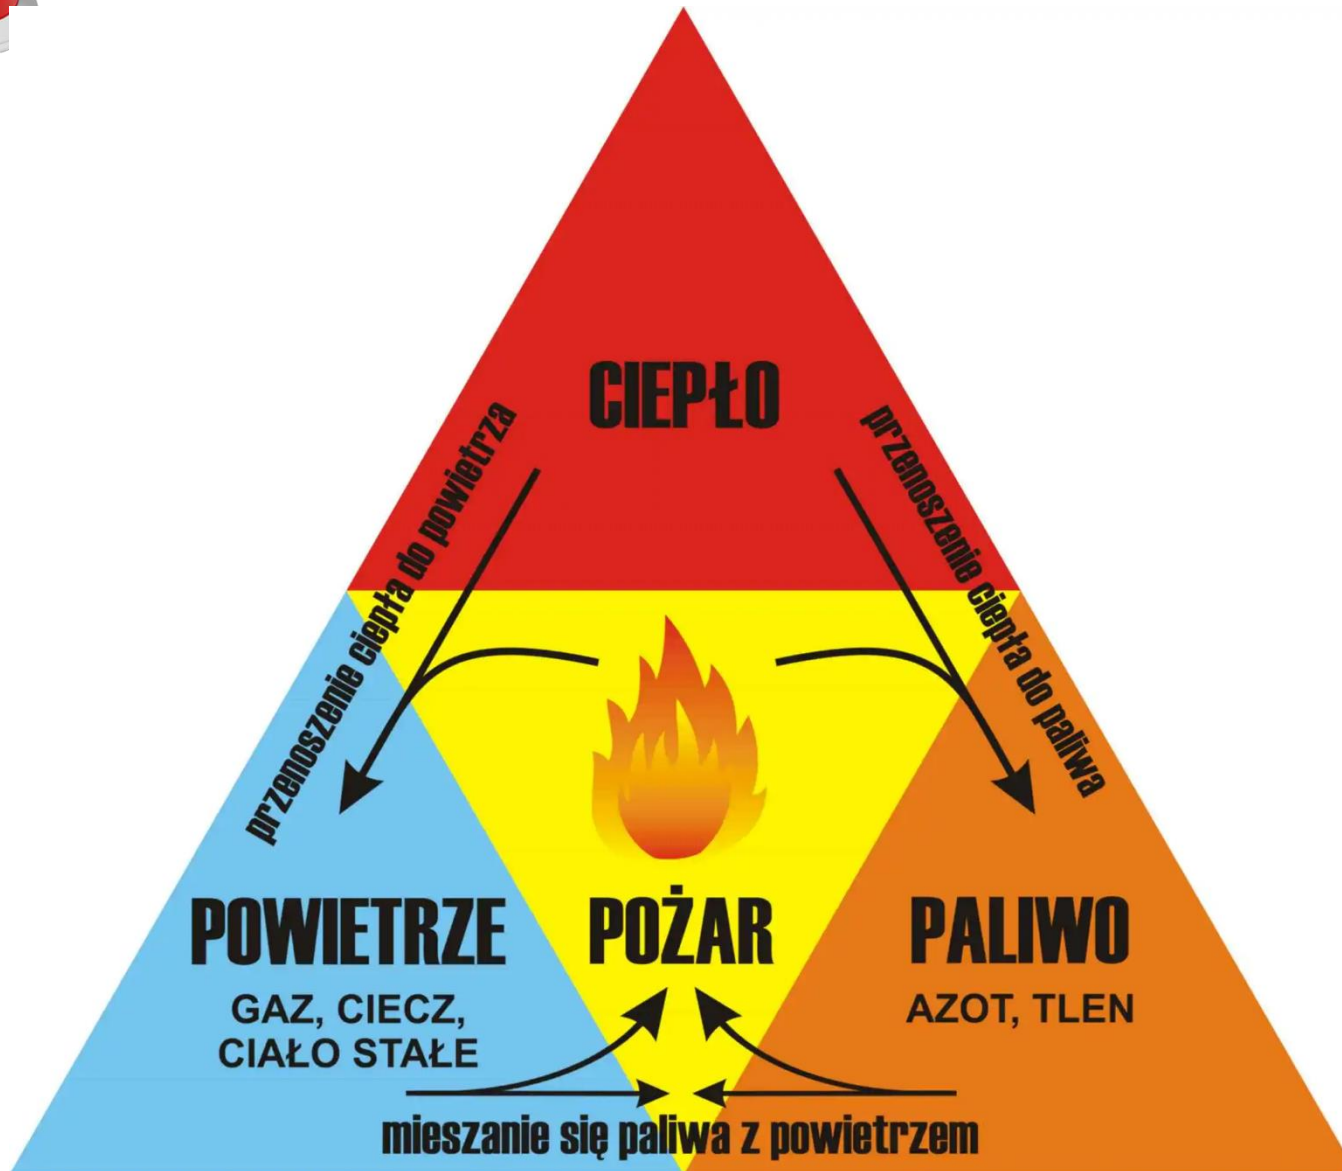 CIEPŁO
przenoszenie ciepła do powietrza
przenoszenie ciepła do paliwa
POWIETRZE
GAZ, CIECZ,
CIAŁO STAŁE
POŻAR
PALIWO
AZOT, TLEN
mieszanie się paliwa z powietrzem